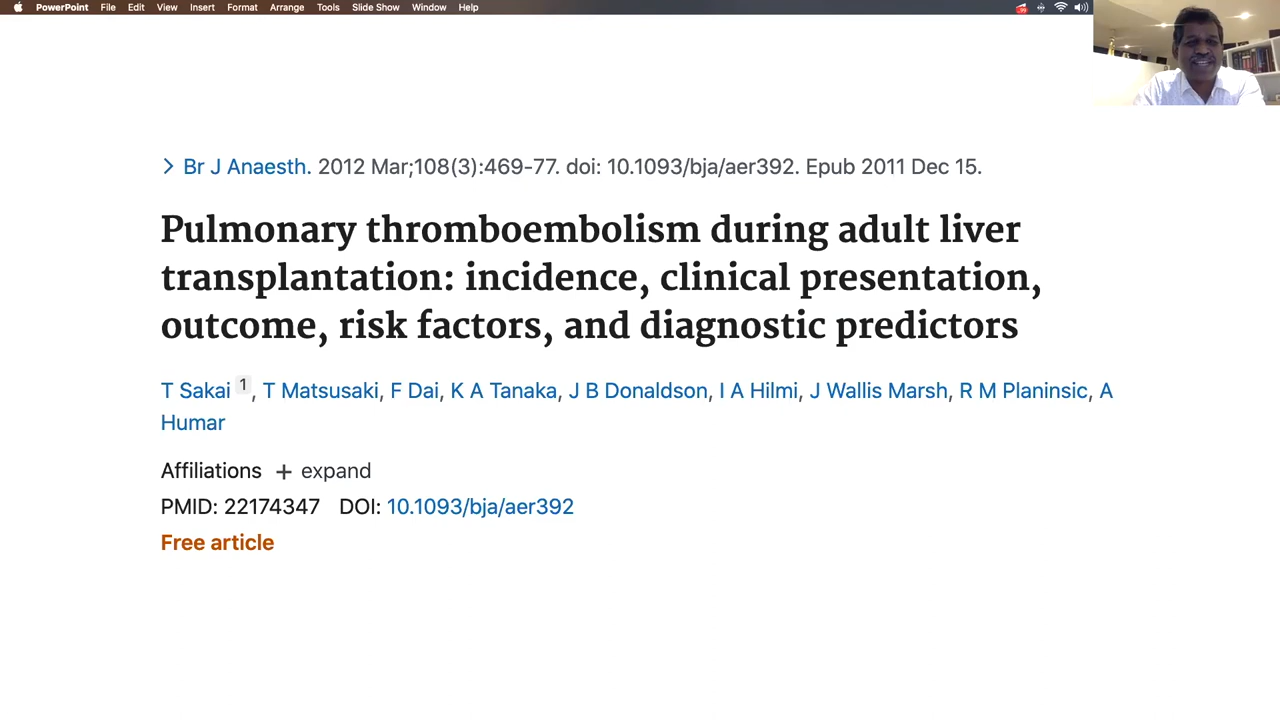 PowerPoint File Edit View Insert Format Arrange Tools Slide Show Window Help
> Br J Anaesth. 2012 Mar;108(3):469-77. doi: 10.1093/bja/aer392. Epub 2011 Dec 15.
Pulmonary thromboembolism during adult liver
transplantation: incidence, clinical presentation,
outcome, risk factors, and diagnostic predictors
T Sakai 1, T Matsusaki, F Dai, K A Tanaka, J B Donaldson, I A Hilmi, J Wallis Marsh, R M Planinsic, A
Humar
Affiliations + expand
PMID: 22174347 DOI: 10.1093/bja/aer392
Free article